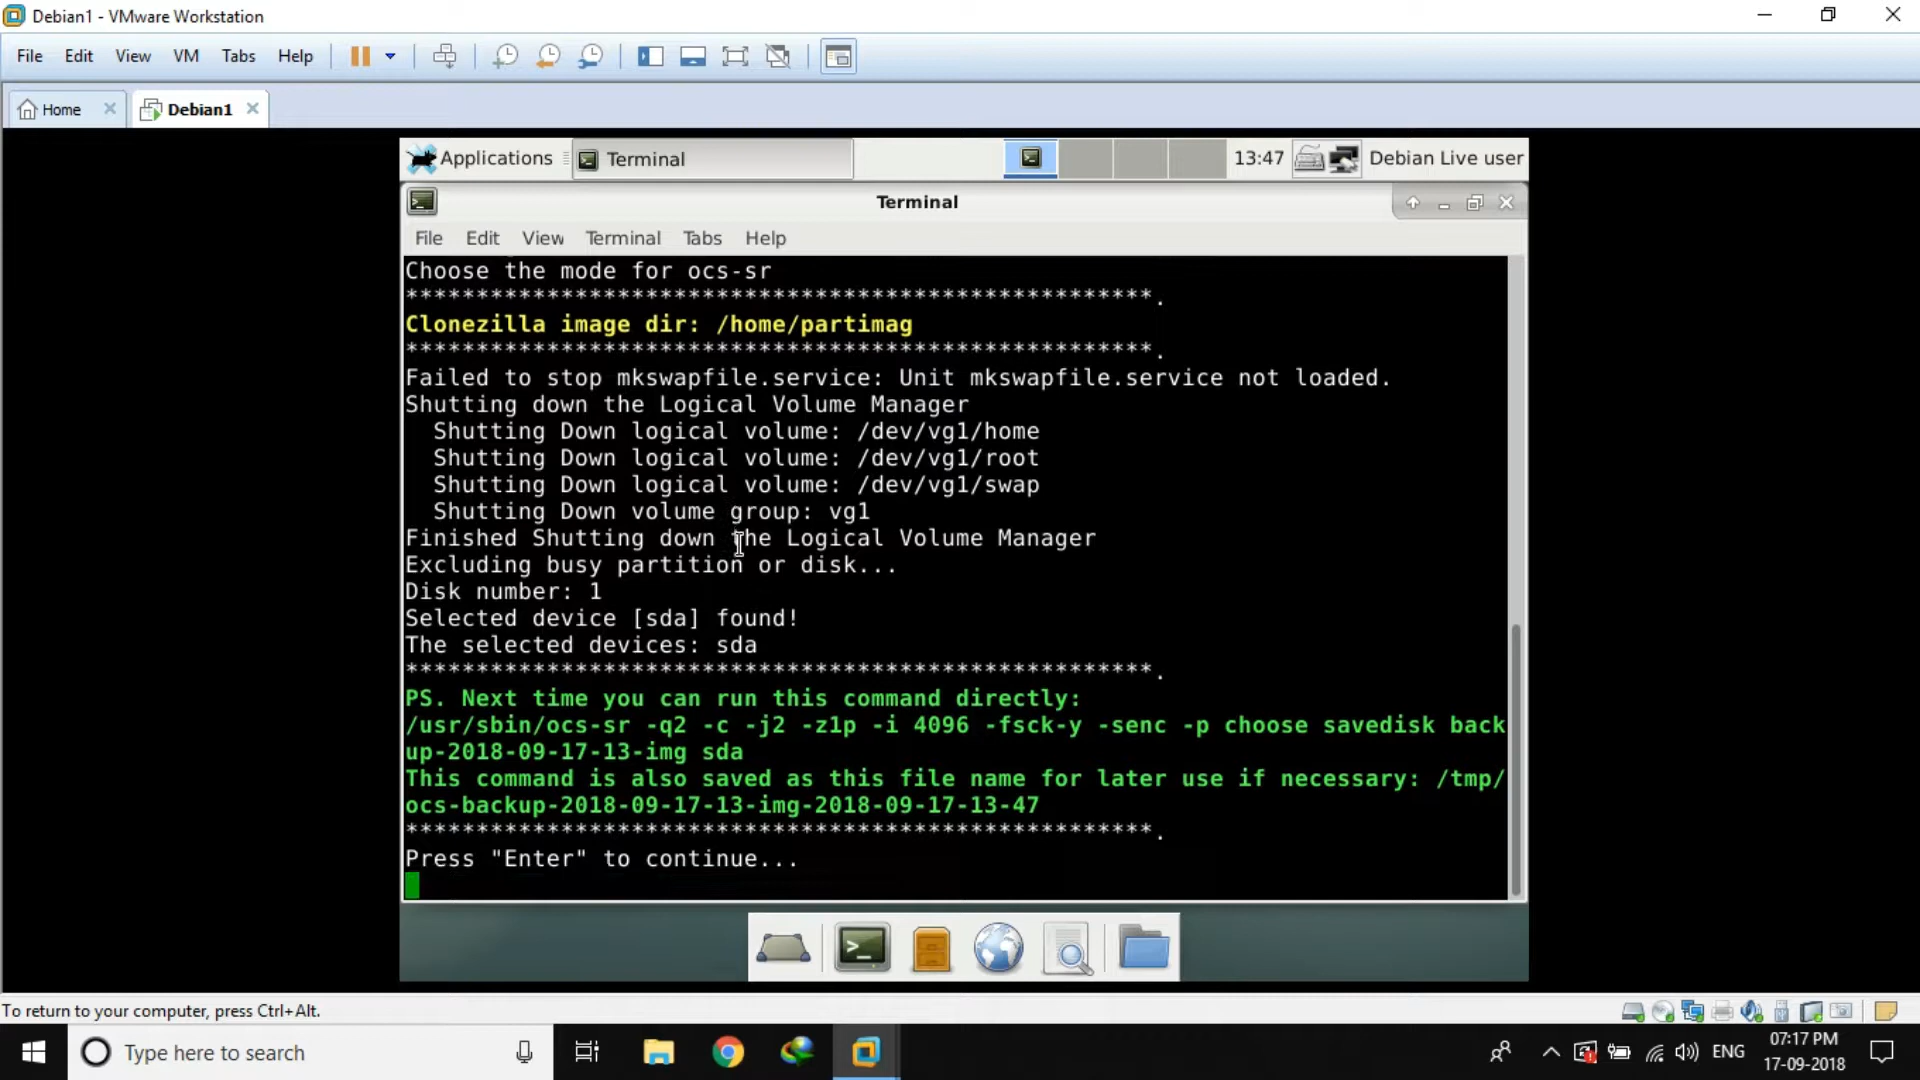 Debian1 - VMware Workstation
File Edit View VM Tabs Help
Home Debian1
Applications Terminal 13:47 Debian Live user
Terminal
File Edit View Terminal Tabs Help
Choose the mode for ocs-sr
*****************************************************.
Clonezilla image dir: /home/partimag
*****************************************************.
Failed to stop mkswapfile.service: Unit mkswapfile.service not loaded.
Shutting down the Logical Volume Manager
  Shutting Down logical volume: /dev/vg1/home
  Shutting Down logical volume: /dev/vg1/root
  Shutting Down logical volume: /dev/vg1/swap
  Shutting Down volume group: vg1
Finished Shutting down the Logical Volume Manager
Excluding busy partition or disk...
Disk number: 1
Selected device [sda] found!
The selected devices: sda
*****************************************************.
PS. Next time you can run this command directly:
/usr/sbin/ocs-sr -q2 -c -j2 -z1p -i 4096 -fsck-y -senc -p choose savedisk back
up-2018-09-17-13-img sda
This command is also saved as this file name for later use if necessary: /tmp/
ocs-backup-2018-09-17-13-img-2018-09-17-13-47
*****************************************************.
Press "Enter" to continue...
To return to your computer, press Ctrl+Alt.
Type here to search
ENG
07:17 PM
17-09-2018